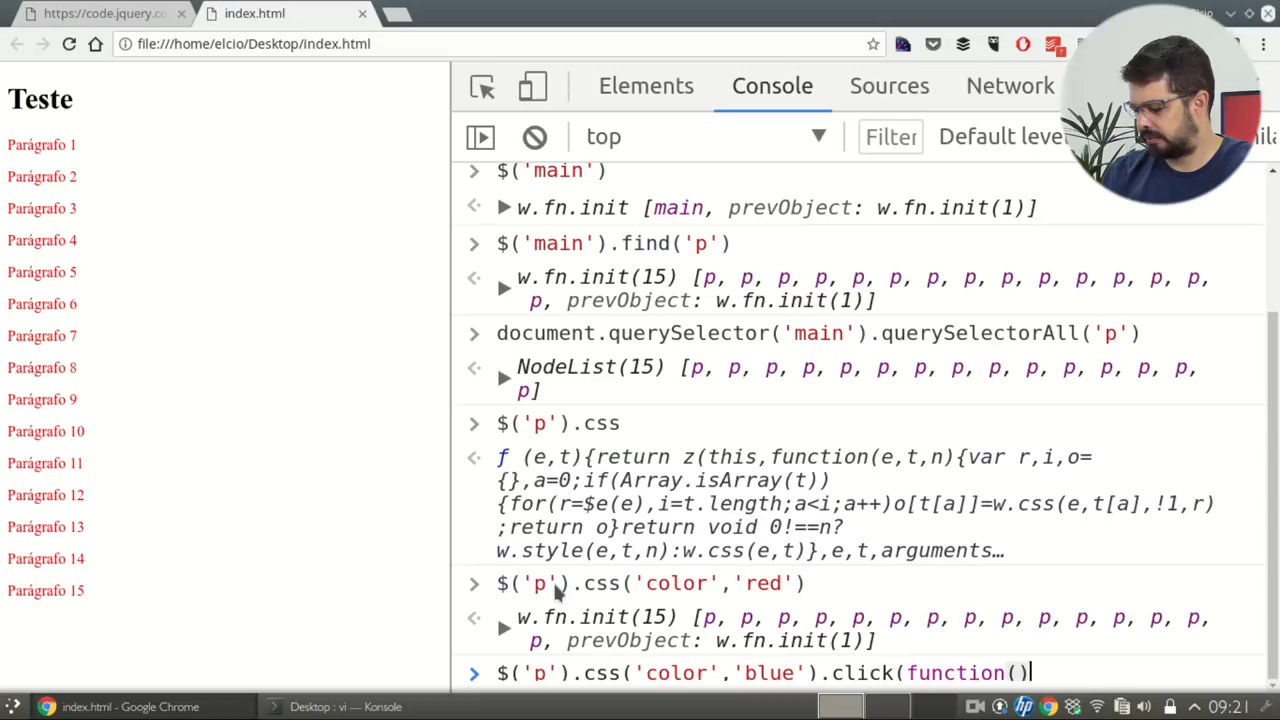 https://code.jquery.co
index.html
elcio
file:///home/elcio/Desktop/index.html
Teste
Parágrafo 1
Parágrafo 2
Parágrafo 3
Parágrafo 4
Parágrafo 5
Parágrafo 6
Parágrafo 7
Parágrafo 8
Parágrafo 9
Parágrafo 10
Parágrafo 11
Parágrafo 12
Parágrafo 13
Parágrafo 14
Parágrafo 15
Elements Console Sources Network
top Filter Default leve
> $('main')
w.fn.init [main, prevObject: w.fn.init(1)]
> $('main').find('p')
w.fn.init(15) [p, p, p, p, p, p, p, p, p, p, p, p, p, p,
p, prevObject: w.fn.init(1)]
> document.querySelector('main').querySelectorAll('p')
NodeList(15) [p, p, p, p, p, p, p, p, p, p, p, p, p, p,
p]
> $('p').css
ƒ (e,t){return z(this,function(e,t,n){var r,i,o=
{},a=0;if(Array.isArray(t))
{for(r=$e(e),i=t.length;a<i;a++)o[t[a]]=w.css(e,t[a],!1,r)
;return o}return void 0!==n?
w.style(e,t,n):w.css(e,t)},e,t,arguments…
> $('p').css('color','red')
w.fn.init(15) [p, p, p, p, p, p, p, p, p, p, p, p, p, p,
p, prevObject: w.fn.init(1)]
> $('p').css('color','blue').click(function()
index.html - Google Chrome
Desktop : vi — Konsole
hp
09:21